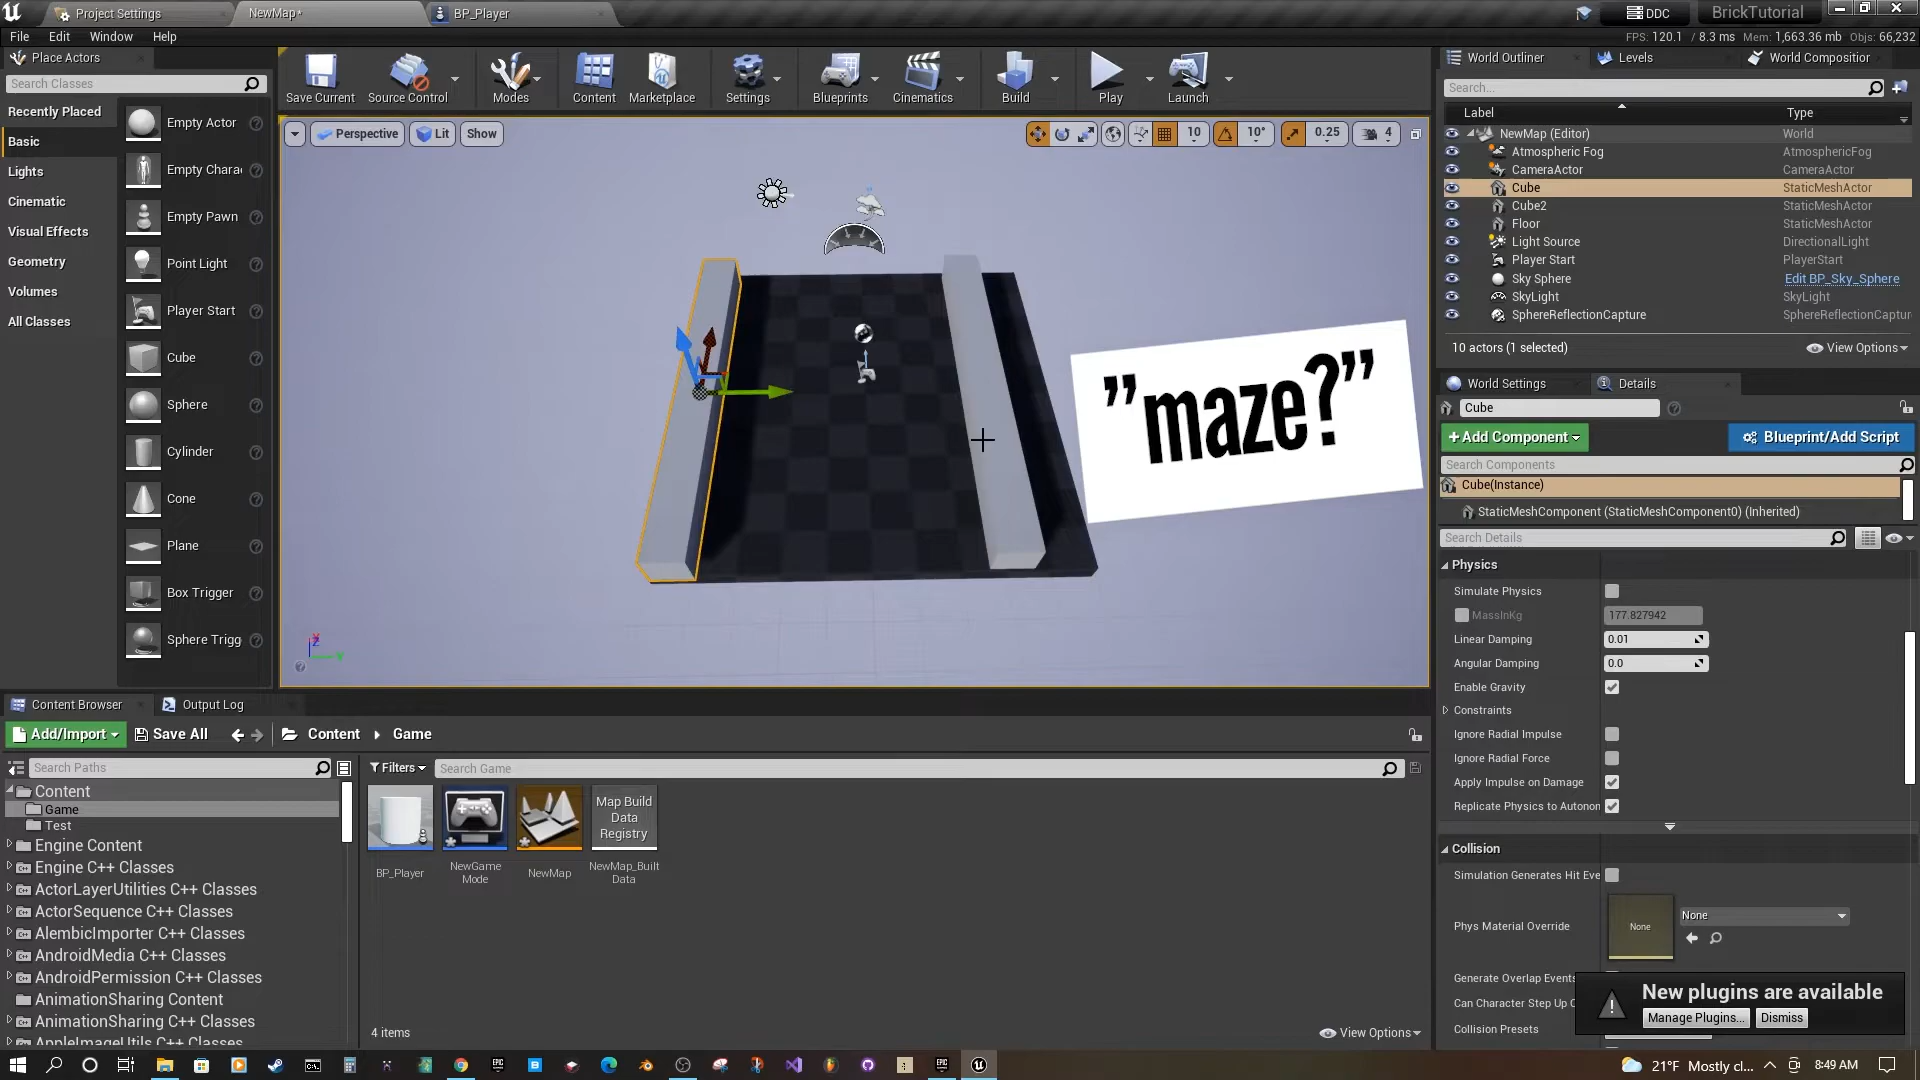 Project Settings
NewMap*
BP_Player
DDC
BrickTutorial
File
Edit
Window
Help
FPS: 120.1 / 8.3 ms
Mem: 1,663.36 mb
Objs: 66,232
Place Actors
Search Classes
Recently Placed
Basic
Lights
Cinematic
Visual Effects
Geometry
Volumes
All Classes
Empty Actor
Empty Charac
Empty Pawn
Point Light
Player Start
Cube
Sphere
Cylinder
Cone
Plane
Box Trigger
Sphere Trigg
Save Current
Source Control
Modes
Content
Marketplace
Settings
Blueprints
Cinematics
Build
Play
Launch
Perspective
Lit
Show
10
10°
0.25
4
"maze?"
World Outliner
Levels
World Composition
Search...
Label
Type
NewMap (Editor)
World
Atmospheric Fog
AtmosphericFog
CameraActor
CameraActor
Cube
StaticMeshActor
Cube2
StaticMeshActor
Floor
StaticMeshActor
Light Source
DirectionalLight
Player Start
PlayerStart
Sky Sphere
Edit BP_Sky_Sphere
SkyLight
SkyLight
SphereReflectionCapture
SphereReflectionCaptur
10 actors (1 selected)
View Options
World Settings
Details
Cube
+Add Component
Blueprint/Add Script
Search Components
Cube(Instance)
StaticMeshComponent (StaticMeshComponent0) (Inherited)
Search Details
Physics
Simulate Physics
MassInKg
177.827942
Linear Damping
0.01
Angular Damping
0.0
Enable Gravity
Constraints
Ignore Radial Impulse
Ignore Radial Force
Apply Impulse on Damage
Replicate Physics to Autonon
Collision
Simulation Generates Hit Eve
Phys Material Override
None
None
Generate Overlap Events
Can Character Step Up O
Collision Presets
New plugins are available
Manage Plugins...
Dismiss
Content Browser
Output Log
Add/Import
Save All
Content
Game
Search Paths
Filters
Search Game
Content
Game
Test
Engine Content
Engine C++ Classes
ActorLayerUtilities C++ Classes
ActorSequence C++ Classes
AlembicImporter C++ Classes
AndroidMedia C++ Classes
AndroidPermission C++ Classes
AnimationSharing Content
AnimationSharing C++ Classes
AppleImageUtils C++ Classes
Map Build
Data
Registry
BP_Player
NewGame
Mode
NewMap
NewMap_Built
Data
4 items
View Options
21°F Mostly cl...
8:49 AM